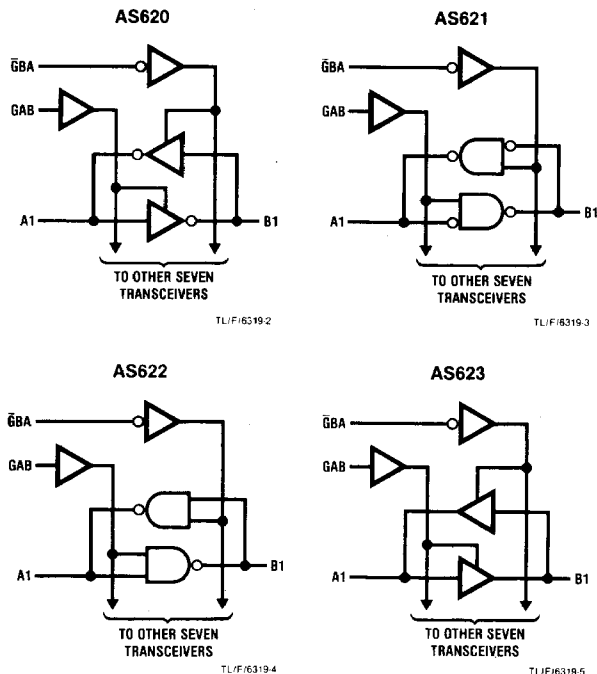 AS620
ḠBA
GAB
A1
B1
TO OTHER SEVEN
TRANSCEIVERS
TL/F/6319-2
AS621
ḠBA
GAB
A1
B1
TO OTHER SEVEN
TRANSCEIVERS
TL/F/6319-3
AS622
ḠBA
GAB
A1
B1
TO OTHER SEVEN
TRANSCEIVERS
TL/F/6319-4
AS623
ḠBA
GAB
A1
B1
TO OTHER SEVEN
TRANSCEIVERS
TL/F/6319-5